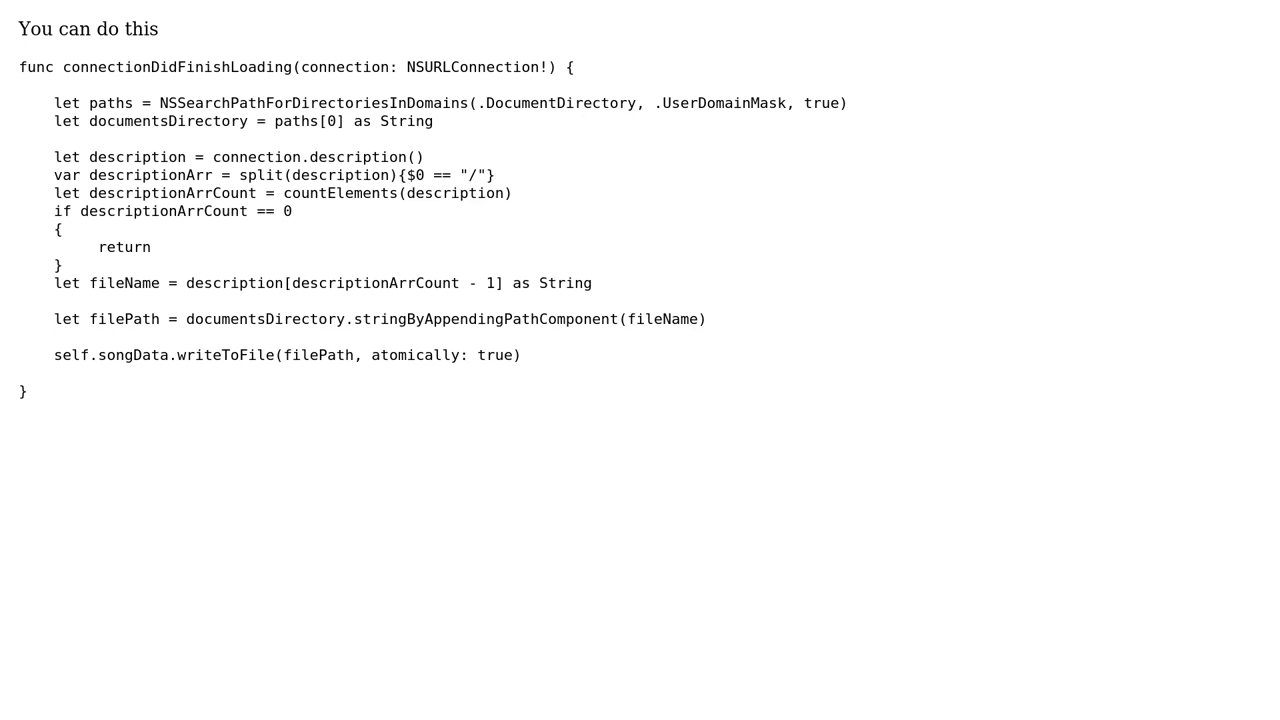 You can do this
func connectionDidFinishLoading(connection: NSURLConnection!) {
    let paths = NSSearchPathForDirectoriesInDomains(.DocumentDirectory, .UserDomainMask, true)
    let documentsDirectory = paths[0] as String
    let description = connection.description()
    var descriptionArr = split(description){$0 == "/"}
    let descriptionArrCount = countElements(description)
    if descriptionArrCount == 0
    {
         return
    }
    let fileName = description[descriptionArrCount - 1] as String
    let filePath = documentsDirectory.stringByAppendingPathComponent(fileName)
    self.songData.writeToFile(filePath, atomically: true)
}